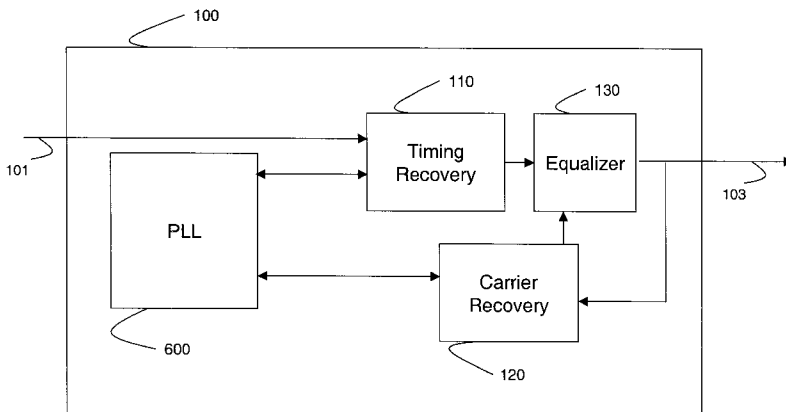 100
110
130
101
Timing
Recovery
Equalizer
103
PLL
Carrier
Recovery
600
120